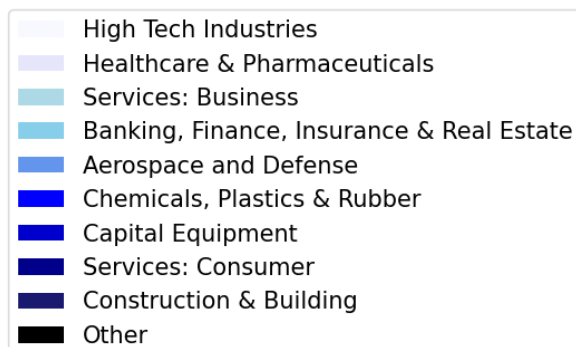 High Tech Industries
Healthcare & Pharmaceuticals
Services: Business
Banking, Finance, Insurance & Real Estate
Aerospace and Defense
Chemicals, Plastics & Rubber
Capital Equipment
Services: Consumer
Construction & Building
Other